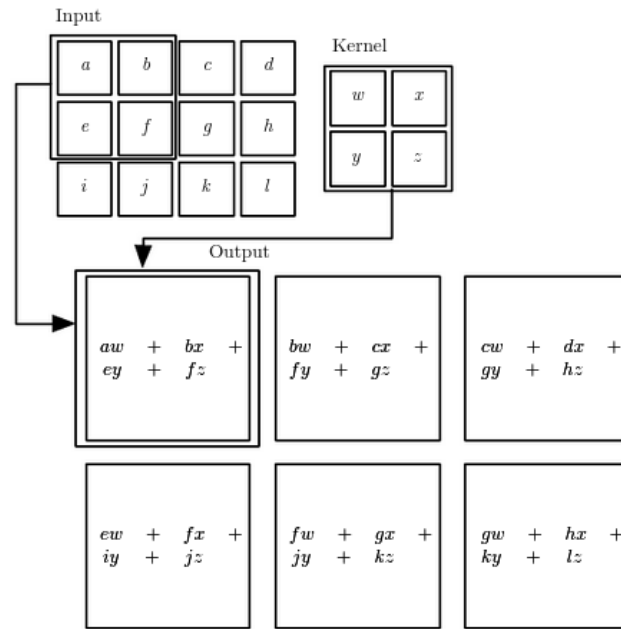 Input
Kernel
a b c d
w x
e f g h
y z
i j k l
Output
aw + bx +
ey + fz
bw + cx +
fy + gz
cw + dx +
gy + hz
ew + fx +
iy + jz
fw + gx +
jy + kz
gw + hx +
ky + lz